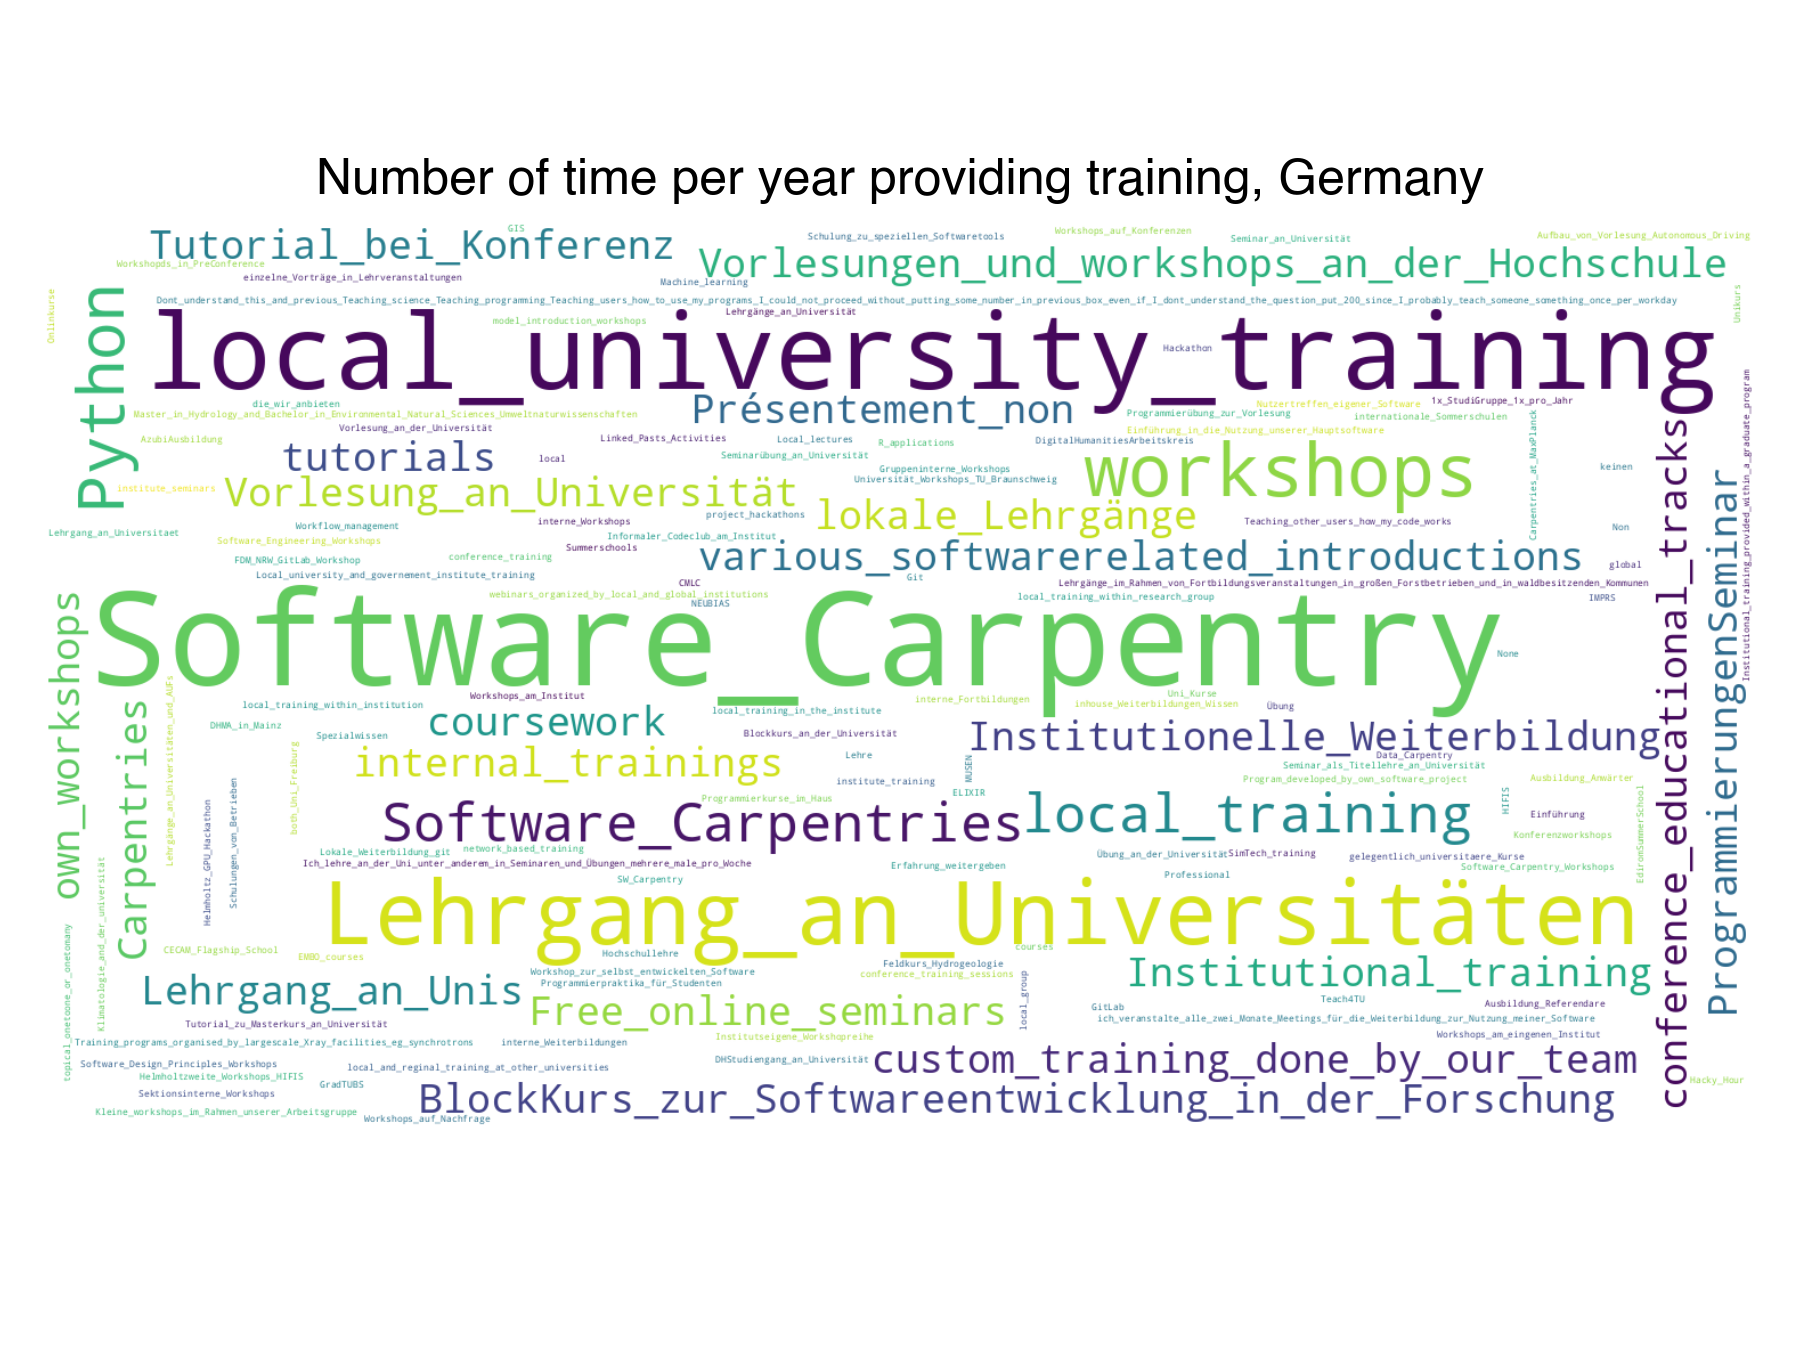 Number of time per year providing training, Germany
GIS
Tutorial_bei_Konferenz
Schulung_zu_speziellen_Softwaretools
Workshops_auf_Konferenzen
Seminar_an_Universität
Aufbau_von_Vorlesung_Autonomous_Driving
Vorlesungen_und_workshops_an_der_Hochschule
Workshopds_in_PreConference
einzelne_Vorträge_in_Lehrveranstaltungen
Machine_learning
Onlinkurse
Python
Dont_understand_this_and_previous_Teaching_science_Teaching_programming_Teaching_users_how_to_use_my_programs_I_could_not_proceed_without_putting_some_number_in_previous_box_even_if_I_dont_understand_the_question_put_200_since_I_probably_teach_someone_something_once_per_workday
Unikurs
Lehrgänge_an_Universität
model_introduction_workshops
local_university_training
Hackathon
die_wir_anbieten
Présentement_non
Nutzertreffen_eigener_Software
1x_StudiGruppe_1x_pro_Jahr
Master_in_Hydrology_and_Bachelor_in_Environmental_Natural_Sciences_Umweltnaturwissenschaften
Programmierübung_zur_Vorlesung
internationale_Sommerschulen
Vorlesung_an_der_Universität
Einführung_in_die_Nutzung_unserer_Hauptsoftware
AzubiAusbildung
Linked_Pasts_Activities
Local_lectures
R_applications
DigitalHumanitiesArbeitskreis
tutorials
local
Seminarübung_an_Universität
Gruppeninterne_Workshops
workshops
Carpentries_at_MaxPlanck
keinen
Universität_Workshops_TU_Braunschweig
institute_seminars
Vorlesung_an_Universität
project_hackathons
lokale_Lehrgänge
Institutional_training_provided_within_a_graduate_program
conference_educational_tracks
ProgrammierungenSeminar
Lehrgang_an_Universitaet
Workflow_management
interne_Workshops
Teaching_other_users_how_my_code_works
Non
Software_Engineering_Workshops
Informaler_Codeclub_am_Institut
Summerschools
FDM_NRW_GitLab_Workshop
conference_training
various_softwarerelated_introductions
global
Local_university_and_governement_institute_training
CMLC
Git
Lehrgänge_im_Rahmen_von_Fortbildungsveranstaltungen_in_großen_Forstbetrieben_und_in_waldbesitzenden_Kommunen
webinars_organized_by_local_and_global_institutions
NEUBIAS
local_training_within_research_group
IMPRS
own_workshops
Software_Carpentry
None
Lehrgänge_an_Universitäten_und_AUFs
Workshops_am_Institut
interne_Fortbildungen
Uni_Kurse
inhouse_Weiterbildungen_Wissen
Übung
Carpentries
local_training_within_institution
coursework
local_training_in_the_institute
DHMA_in_Mainz
Spezialwissen
Blockkurs_an_der_Universität
Institutionelle_Weiterbildung
both_Uni_Freiburg
internal_trainings
Lehre
Data_Carpentry
MUSEN
Seminar_als_Titellehre_an_Universität
institute_training
Program_developed_by_own_software_project
Ausbildung_Anwärter
Schulungen_von_Betrieben
ELIXIR
HIFIS
EdiromSummerSchool
Helmholtz_GPU_Hackathon
Programmierkurse_im_Haus
Software_Carpentries
local_training
Einführung
Konferenzworkshops
Lokale_Weiterbildung_git
network_based_training
Übung_an_der_Universität
SimTech_training
gelegentlich_universitaere_Kurse
Klimatologie_and_der_universität
Ich_lehre_an_der_Uni_unter_anderem_in_Seminaren_und_Übungen_mehrere_male_pro_Woche
Erfahrung_weitergeben
Software_Carpentry_Workshops
SW_Carpentry
Professional
Lehrgang_an_Universitäten
topical_onetoone_or_onetomany
CECAM_Flagship_School
EMBO_courses
Hochschullehre
courses
Feldkurs_Hydrogeologie
Workshop_zur_selbst_entwickelten_Software
conference_training_sessions
Institutional_training
local_group
Lehrgang_an_Unis
Programmierpraktika_für_Studenten
Free_online_seminars
GitLab
Teach4TU
Ausbildung_Referendare
Tutorial_zu_Masterkurs_an_Universität
ich_veranstalte_alle_zwei_Monate_Meetings_für_die_Weiterbildung_zur_Nutzung_meiner_Software
Training_programs_organised_by_largescale_Xray_facilities_eg_synchrotrons
interne_Weiterbildungen
Institutseigene_Workshopreihe
Workshops_am_eingenen_Institut
Software_Design_Principles_Workshops
local_and_reginal_training_at_other_universities
DHStudiengang_an_Universität
custom_training_done_by_our_team
Helmholtzweite_Workshops_HIFIS
GradTUBS
Hacky_Hour
Sektionsinterne_Workshops
BlockKurs_zur_Softwareentwicklung_in_der_Forschung
Kleine_workshops_im_Rahmen_unserer_Arbeitsgruppe
Workshops_auf_Nachfrage